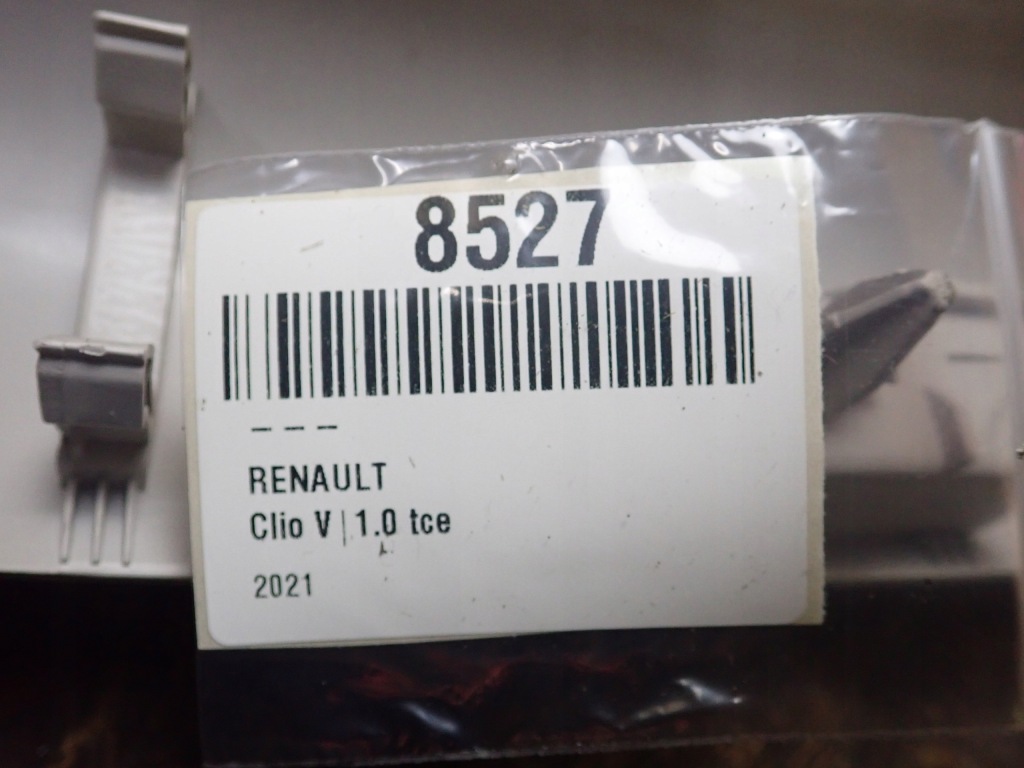 8527
– – –
RENAULT
Clio V | 1.0 tce
2021